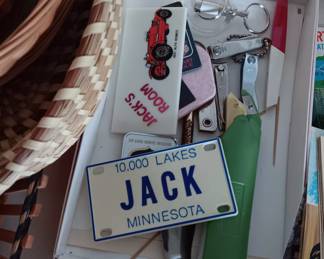 JACK'S
ROOM
10,000 LAKES
JACK
MINNESOTA